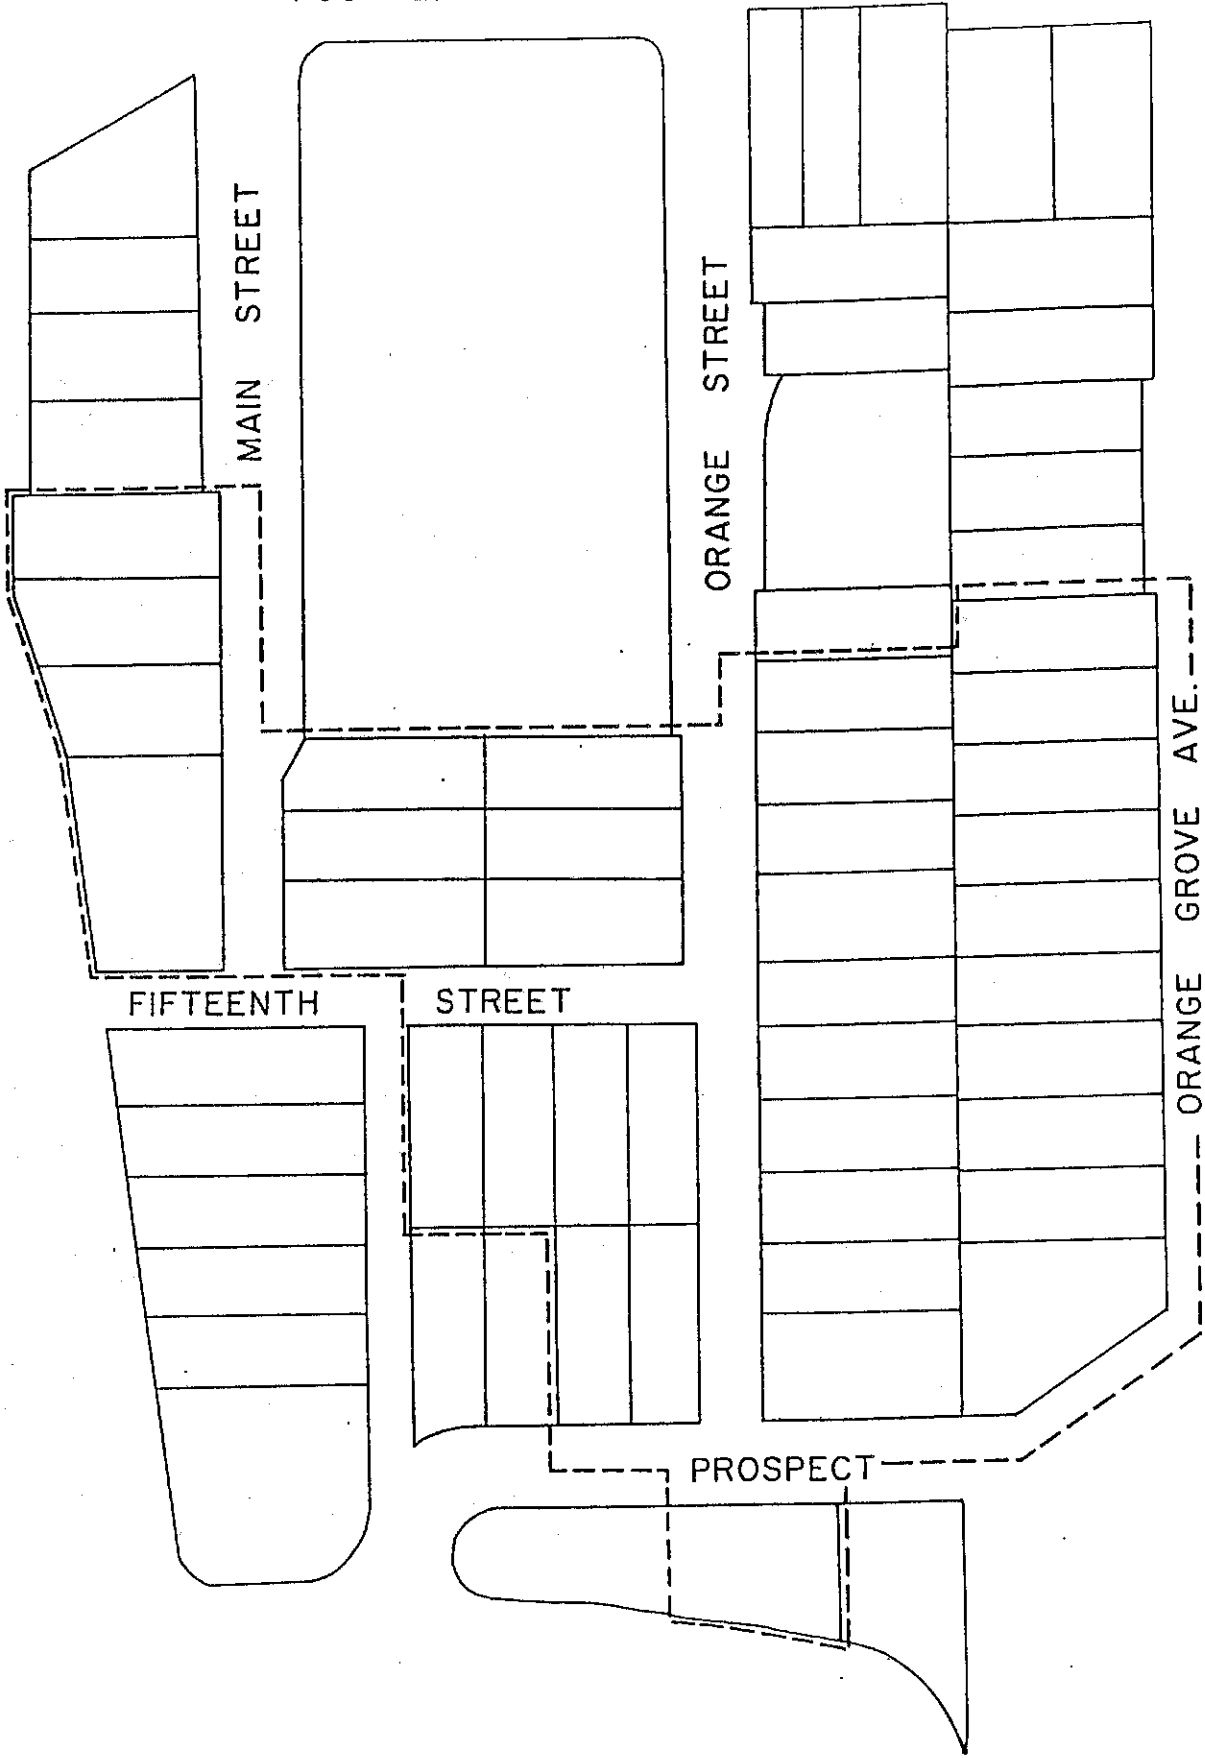 MAIN STREET
ORANGE STREET
ORANGE GROVE AVE.
FIFTEENTH STREET
PROSPECT